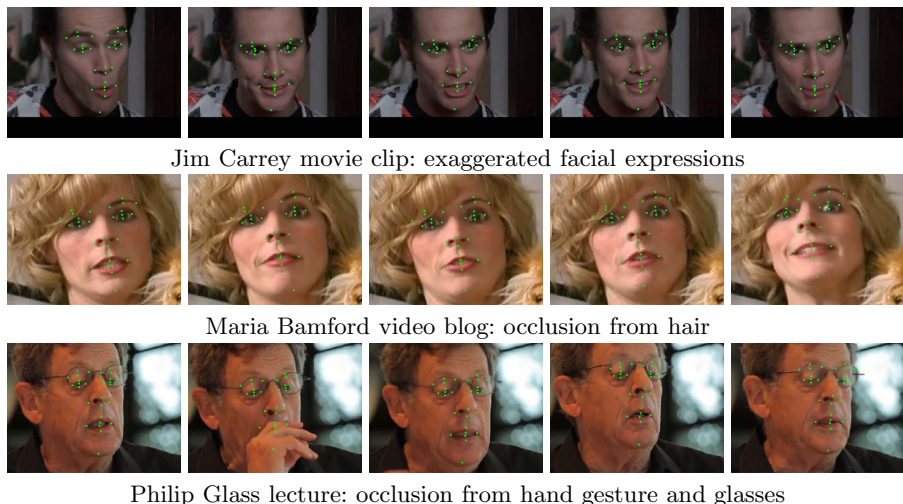 Jim Carrey movie clip: exaggerated facial expressions
Maria Bamford video blog: occlusion from hair
Philip Glass lecture: occlusion from hand gesture and glasses